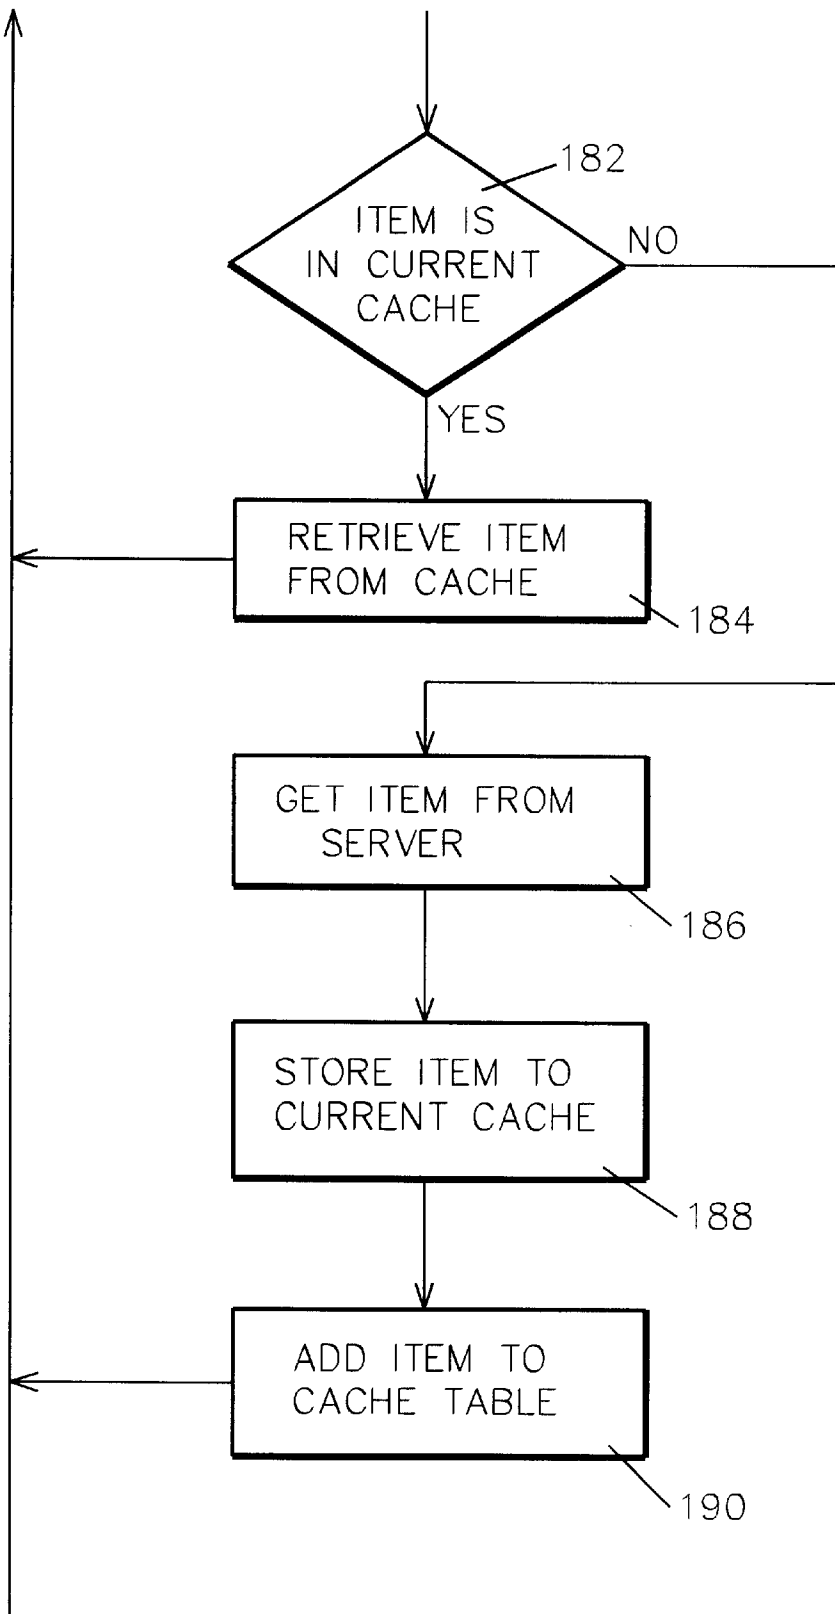 182
ITEM IS
IN CURRENT
CACHE
NO
YES
RETRIEVE ITEM
FROM CACHE
184
GET ITEM FROM
SERVER
186
STORE ITEM TO
CURRENT CACHE
188
ADD ITEM TO
CACHE TABLE
190